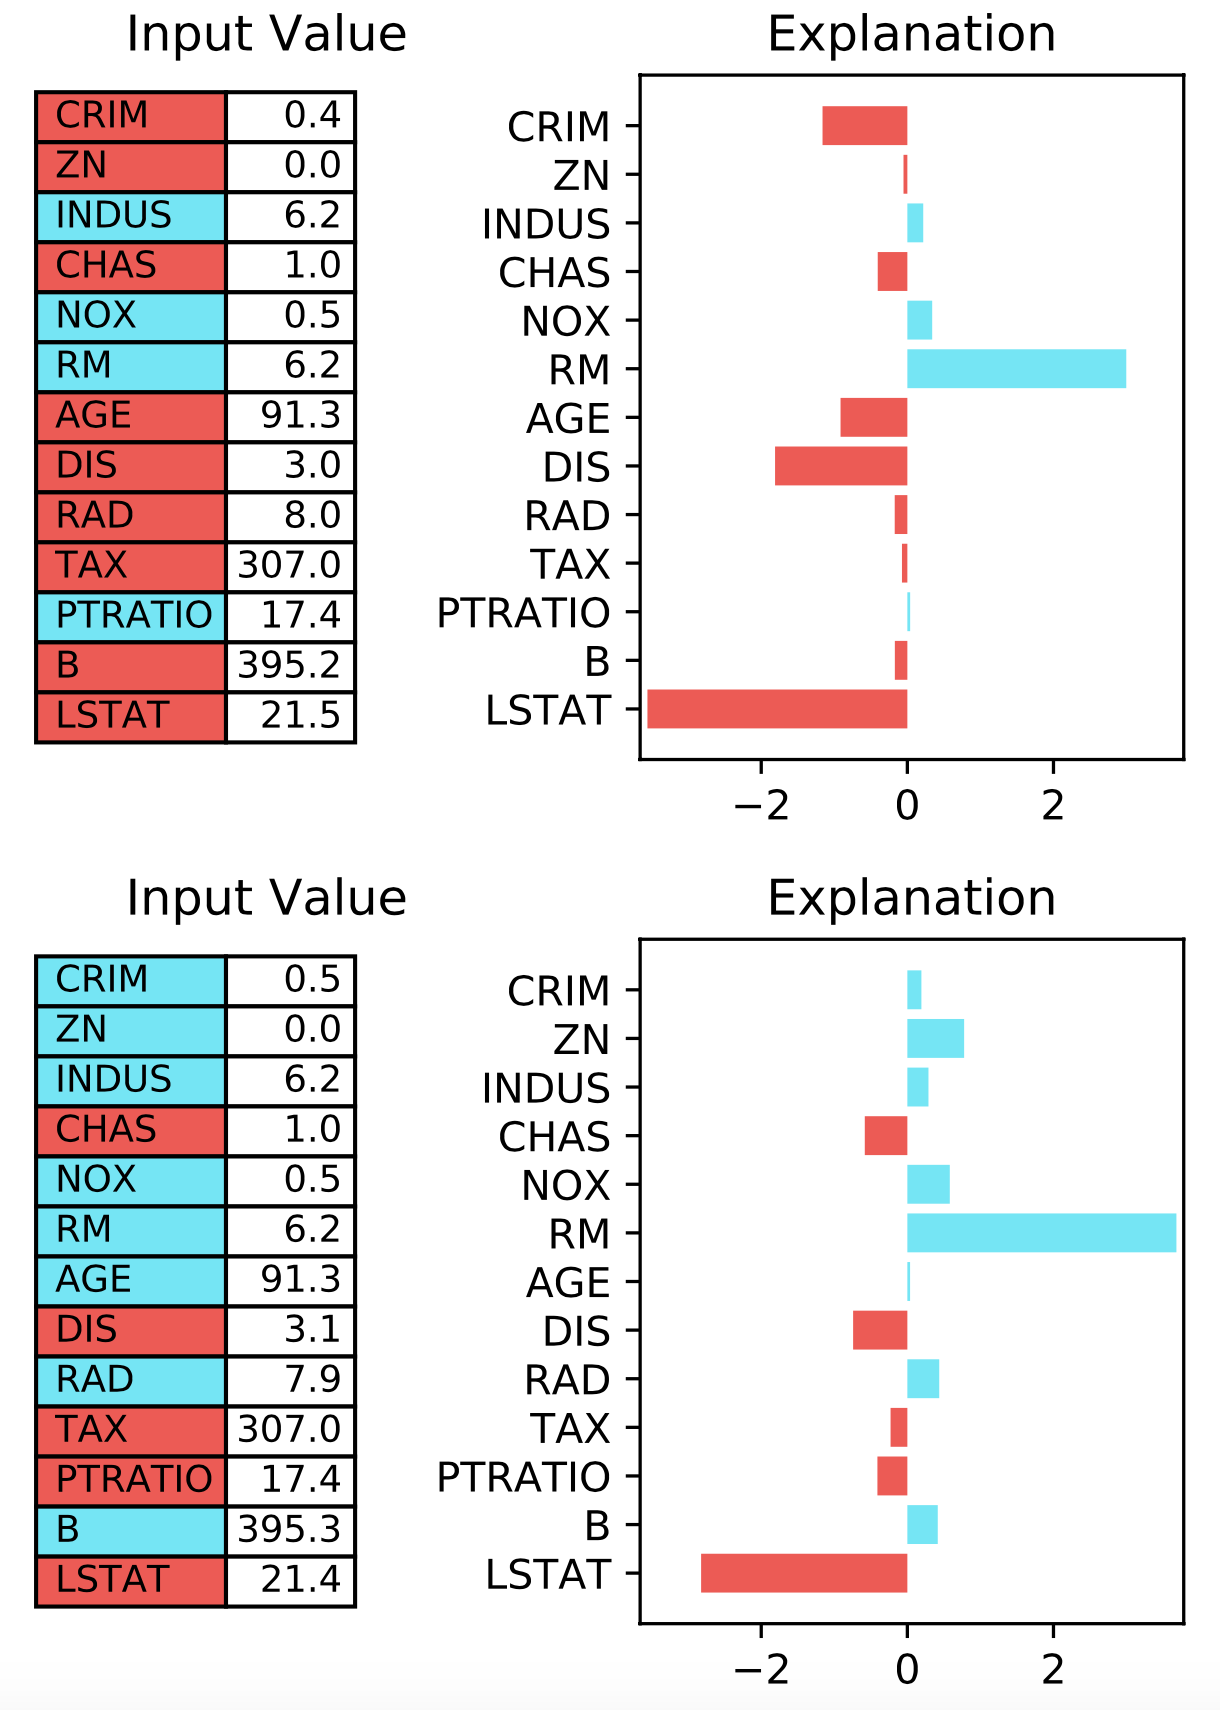 Input Value
CRIM 0.4
ZN 0.0
INDUS 6.2
CHAS 1.0
NOX 0.5
RM 6.2
AGE 91.3
DIS 3.0
RAD 8.0
TAX 307.0
PTRATIO 17.4
B 395.2
LSTAT 21.5
Explanation
CRIM
ZN
INDUS
CHAS
NOX
RM
AGE
DIS
RAD
TAX
PTRATIO
B
LSTAT
−2 0 2
Input Value
CRIM 0.5
ZN 0.0
INDUS 6.2
CHAS 1.0
NOX 0.5
RM 6.2
AGE 91.3
DIS 3.1
RAD 7.9
TAX 307.0
PTRATIO 17.4
B 395.3
LSTAT 21.4
Explanation
CRIM
ZN
INDUS
CHAS
NOX
RM
AGE
DIS
RAD
TAX
PTRATIO
B
LSTAT
−2 0 2